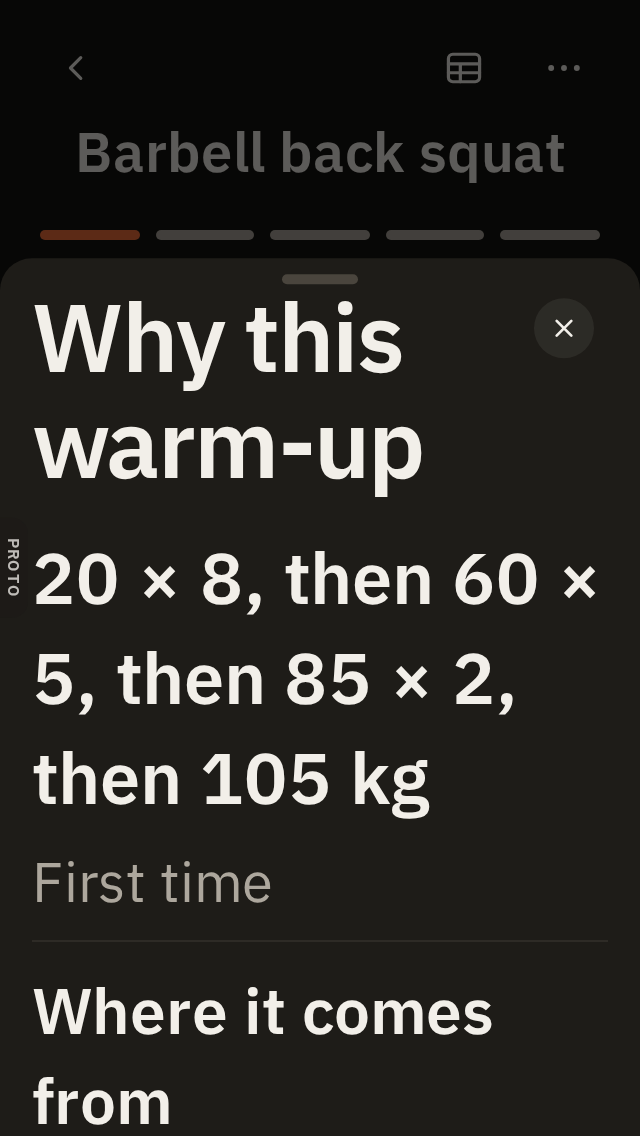 Barbell back squat
Why this
warm-up
PROTO
20 × 8, then 60 ×
5, then 85 × 2,
then 105 kg
First time
Where it comes
from